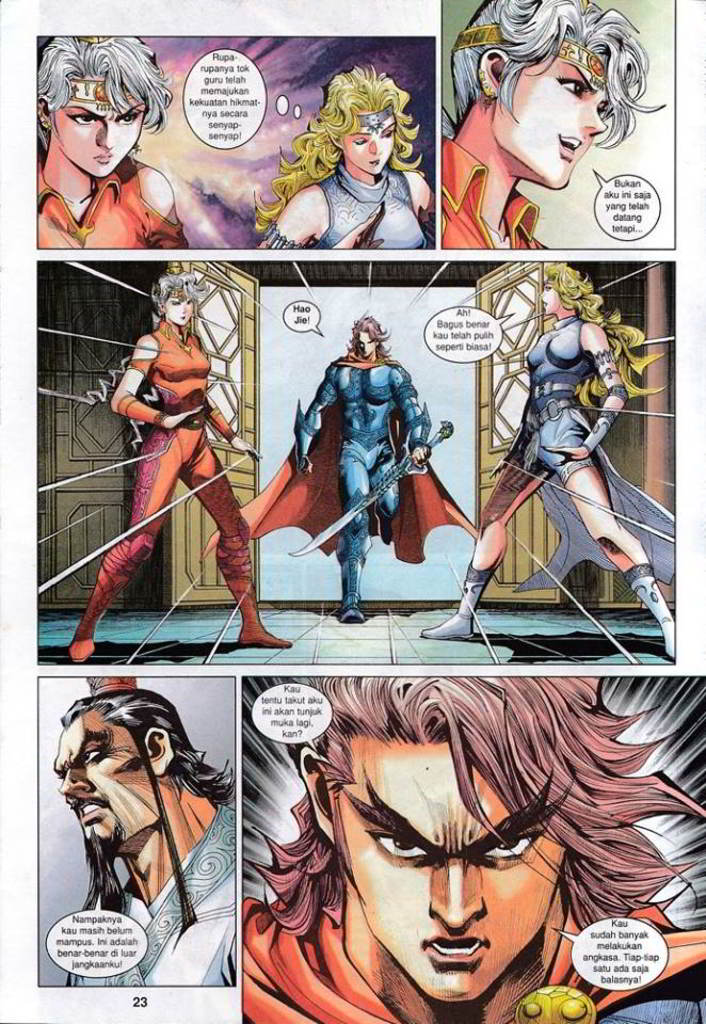 Rupa-
rupanya tok
guru telah
memajukan
kekuatan hikmat-
nya secara
senyap-
senyap!
Bukan
aku ini saja
yang telah
datang
tetapi...
Hao
Jie!
Ah!
Bagus benar
kau telah pulih
seperti biasa!
Nampaknya
kau masih belum
mampus. Ini adalah
benar-benar di luar
jangkaanku!
Kau
tentu takut aku
ini akan tunjuk
muka lagi,
kan?
Kau
sudah banyak
melakukan
angkasa. Tiap-tiap
satu ada saja
balasnya!
23